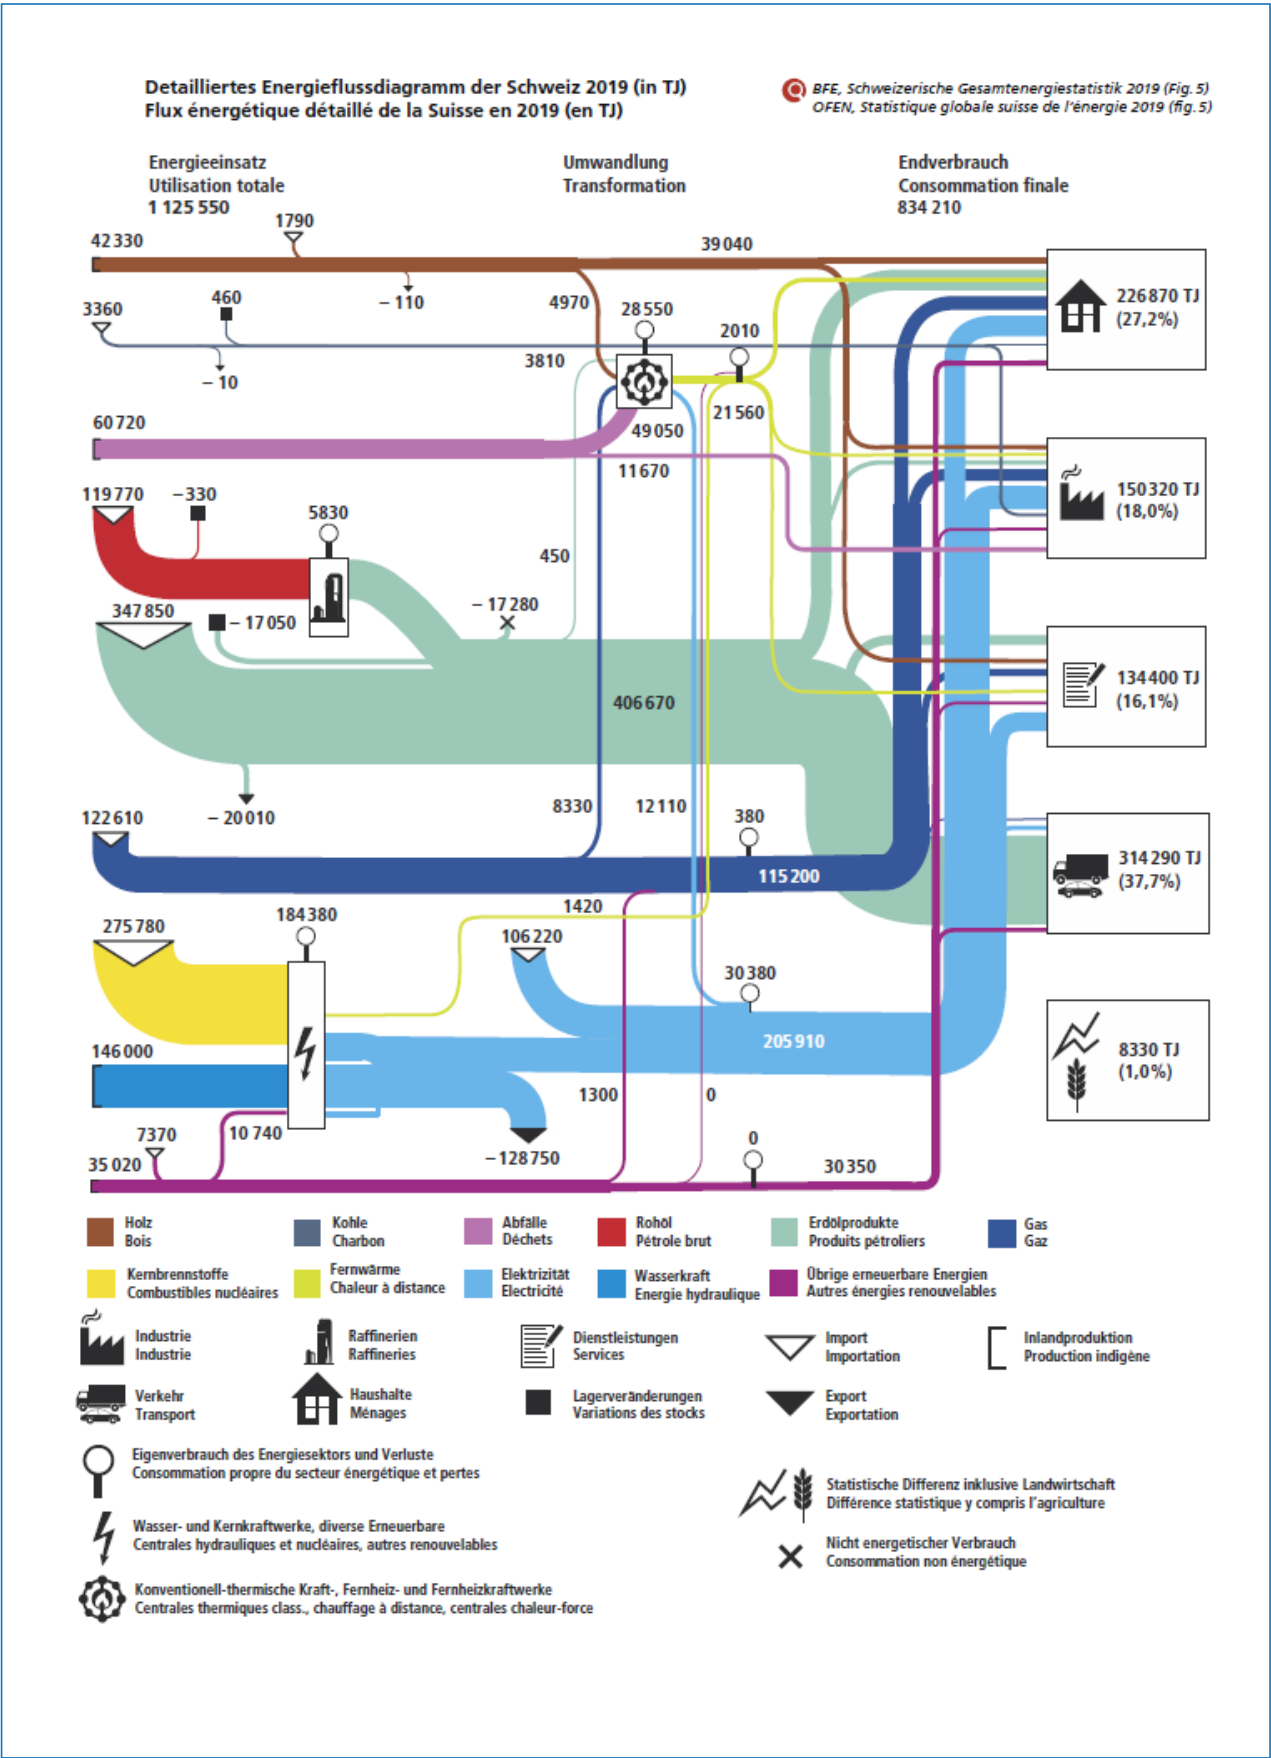 Detailliertes Energieflussdiagramm der Schweiz 2019 (in TJ)
Flux énergétique détaillé de la Suisse en 2019 (en TJ)
BFE, Schweizerische Gesamtenergiestatistik 2019 (Fig. 5)
OFEN, Statistique globale suisse de l'énergie 2019 (fig. 5)
Energieeinsatz
Utilisation totale
1 125 550
Umwandlung
Transformation
Endverbrauch
Consommation finale
834 210
1790
42 330
39 040
– 110
4970
3360
460
28 550
2010
226 870 TJ
(27,2%)
– 10
3810
60 720
21 560
49 050
11 670
119 770
–330
5830
150 320 TJ
(18,0%)
450
347 850
– 17 050
– 17 280
134 400 TJ
(16,1%)
406 670
122 610
– 20 010
8330
12 110
380
314 290 TJ
(37,7%)
115 200
275 780
184 380
1420
106 220
30 380
146 000
205 910
8330 TJ
(1,0%)
1300
0
7370
10 740
–128 750
0
35 020
30 350
Holz
Bois
Kohle
Charbon
Abfälle
Déchets
Rohöl
Pétrole brut
Erdölprodukte
Produits pétroliers
Gas
Gaz
Kernbrennstoffe
Combustibles nucléaires
Fernwärme
Chaleur à distance
Elektrizität
Electricité
Wasserkraft
Energie hydraulique
Übrige erneuerbare Energien
Autres énergies renouvelables
Industrie
Industrie
Raffinerien
Raffineries
Dienstleistungen
Services
Import
Importation
Inlandproduktion
Production indigène
Verkehr
Transport
Haushalte
Ménages
Lagerveränderungen
Variations des stocks
Export
Exportation
Eigenverbrauch des Energiesektors und Verluste
Consommation propre du secteur énergétique et pertes
Statistische Differenz inklusive Landwirtschaft
Différence statistique y compris l'agriculture
Wasser- und Kernkraftwerke, diverse Erneuerbare
Centrales hydrauliques et nucléaires, autres renouvelables
Nicht energetischer Verbrauch
Consommation non énergétique
Konventionell-thermische Kraft-, Fernheiz- und Fernheizkraftwerke
Centrales thermiques class., chauffage à distance, centrales chaleur-force